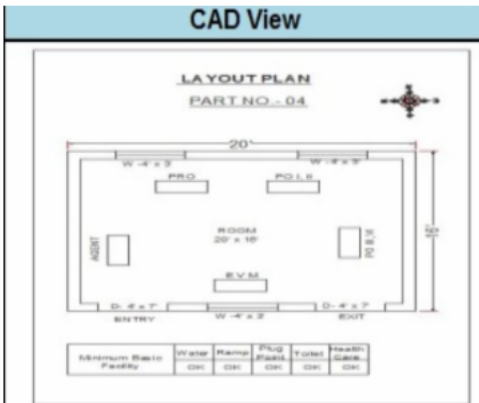 CAD View
LAYOUT PLAN
PART NO.- 04
20'
W -4' x 3'
W -4' x 3'
PRO
PO I, II
AGENT
ROOM
20' x 16'
PO III, VI
16'
EVM
D- 4' x 7'
W -4' x 3'
D- 4' x 7'
ENTRY
EXIT
Minimum Basic Facility
Water Ramp Plug Point Toilet Health Care
OK OK OK OK OK